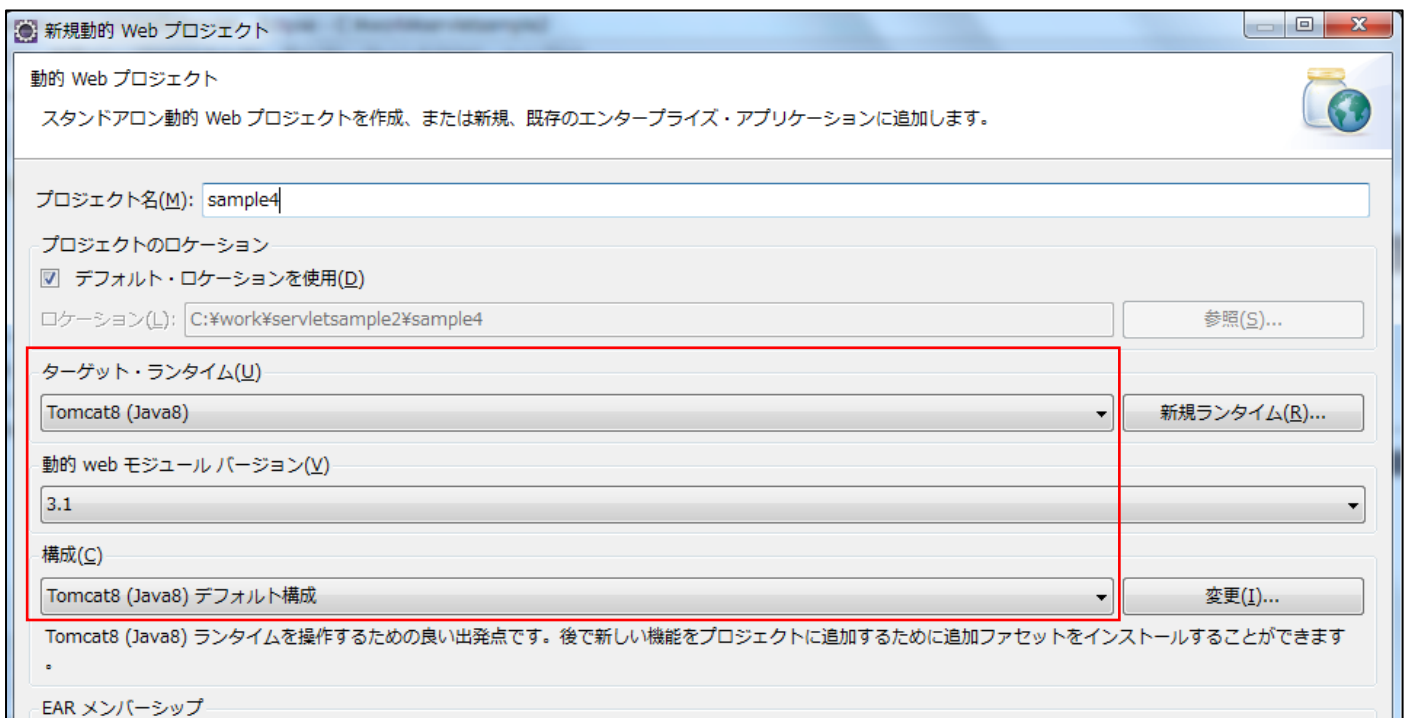 新規動的 Web プロジェクト
動的 Web プロジェクト
スタンドアロン動的 Web プロジェクトを作成、または新規、既存のエンタープライズ・アプリケーションに追加します。
プロジェクト名(M): sample4
プロジェクトのロケーション
デフォルト・ロケーションを使用(D)
ロケーション(L): C:¥work¥servletsample2¥sample4 参照(S)...
ターゲット・ランタイム(U)
Tomcat8 (Java8) 新規ランタイム(R)...
動的 web モジュール バージョン(V)
3.1
構成(C)
Tomcat8 (Java8) デフォルト構成 変更(I)...
Tomcat8 (Java8) ランタイムを操作するための良い出発点です。後で新しい機能をプロジェクトに追加するために追加ファセットをインストールすることができます
。
EAR メンバーシップ